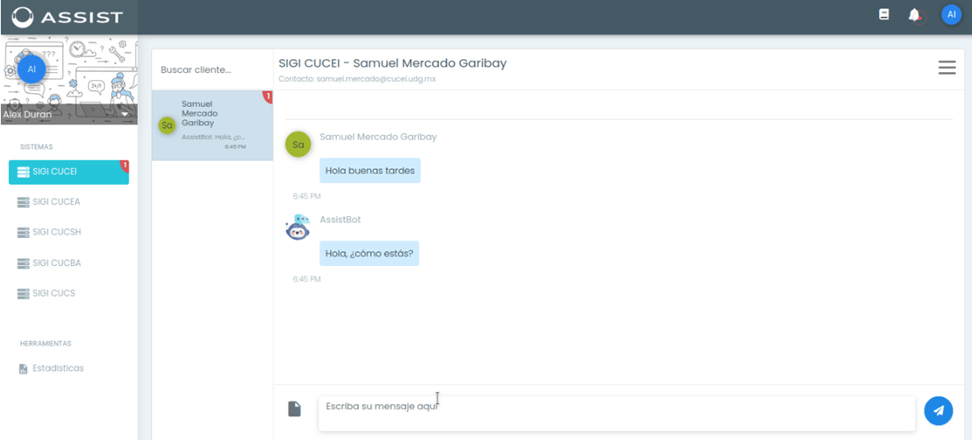 ASSIST
AI
AI
Alex Duran
SISTEMAS
SIGI CUCEI
1
SIGI CUCEA
SIGI CUCSH
SIGI CUCBA
SIGI CUCS
HERRAMIENTAS
Estadisticas
Buscar cliente...
1
Sa
Samuel
Mercado
Garibay
AssistBot: Hola, ¿c...
6:45 PM
SIGI CUCEI - Samuel Mercado Garibay
Contacto: samuel.mercado@cucei.udg.mx
Sa
Samuel Mercado Garibay
Hola buenas tardes
6:45 PM
AssistBot
Hola, ¿cómo estás?
6:45 PM
Escriba su mensaje aquí